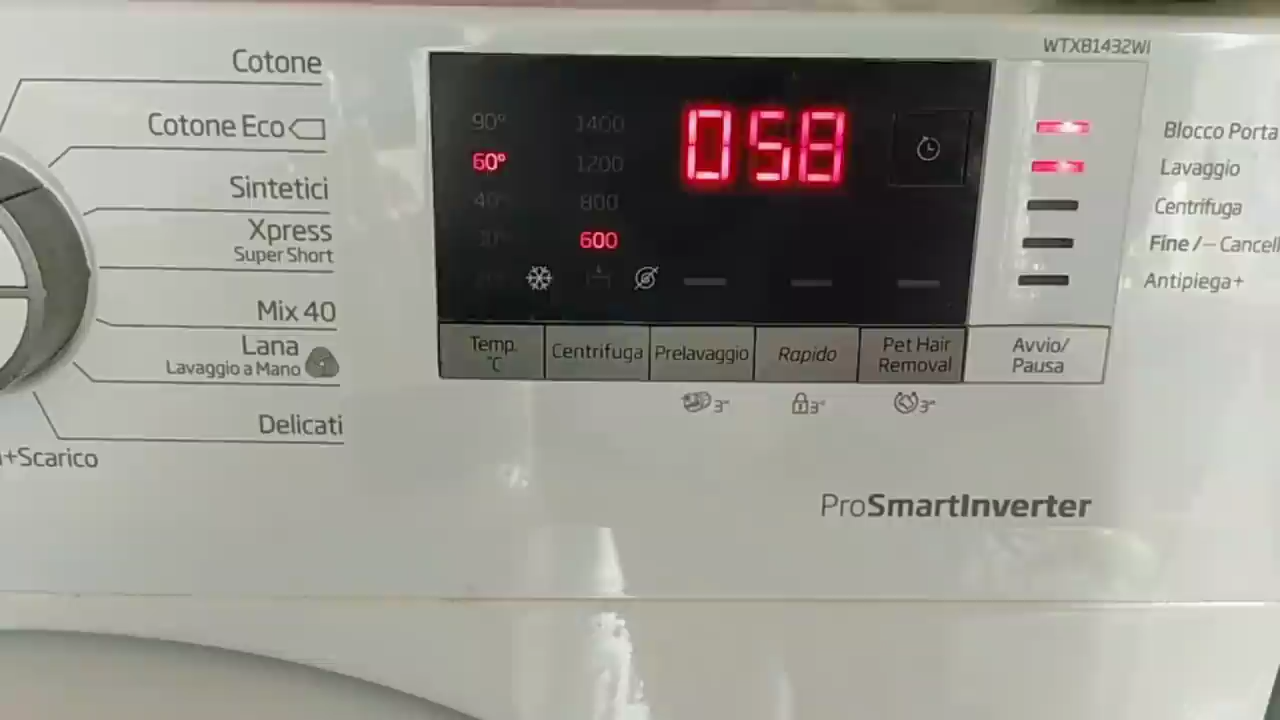 WTX81432WI
Cotone
Cotone Eco
Sintetici
Xpress
Super Short
Mix 40
Lana
Lavaggio a Mano
Delicati
+Scarico
90° 1400
60° 1200
40° 800
600
058
Blocco Porta
Lavaggio
Centrifuga
Fine /– Cancell
Antipiega+
Temp. °C
Centrifuga
Prelavaggio
Rapido
Pet Hair
Removal
Avvio/
Pausa
3" 3" 3"
ProSmartInverter